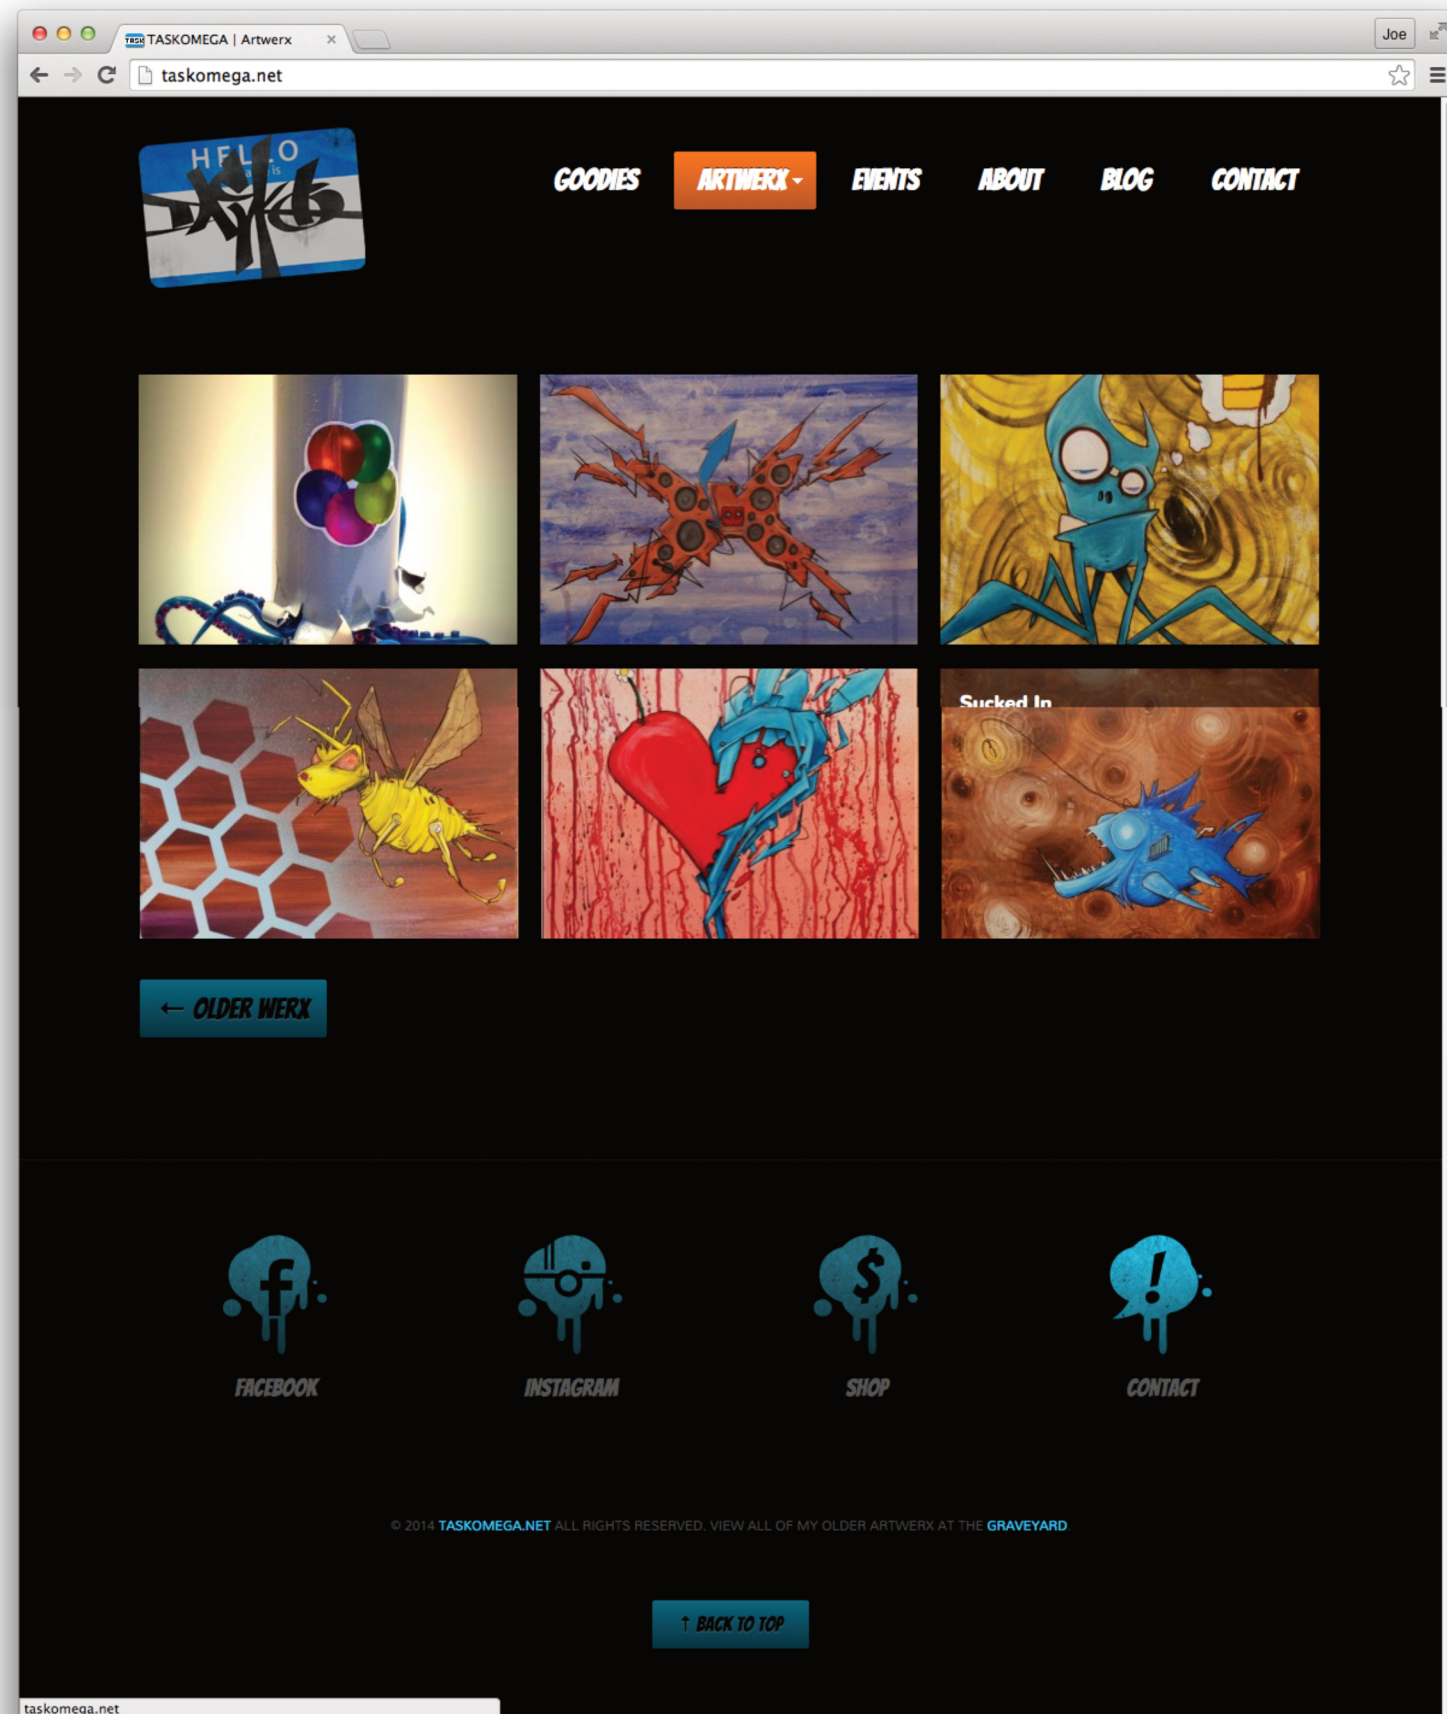 TASK TASKOMEGA | Artwerx
Joe
taskomega.net
HELLO
is
GOODIES ARTWERX EVENTS ABOUT BLOG CONTACT
Sucked In
← OLDER WERX
FACEBOOK INSTAGRAM SHOP CONTACT
© 2014 TASKOMEGA.NET ALL RIGHTS RESERVED. VIEW ALL OF MY OLDER ARTWERX AT THE GRAVEYARD.
↑ BACK TO TOP
taskomega.net